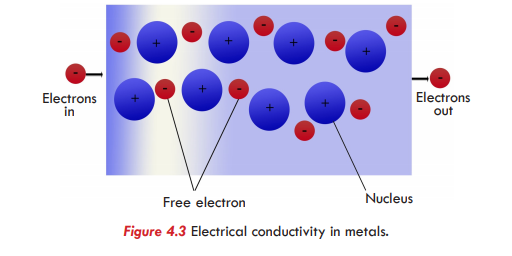 Electrons
in
Electrons
out
Free electron
Nucleus
Figure 4.3 Electrical conductivity in metals.